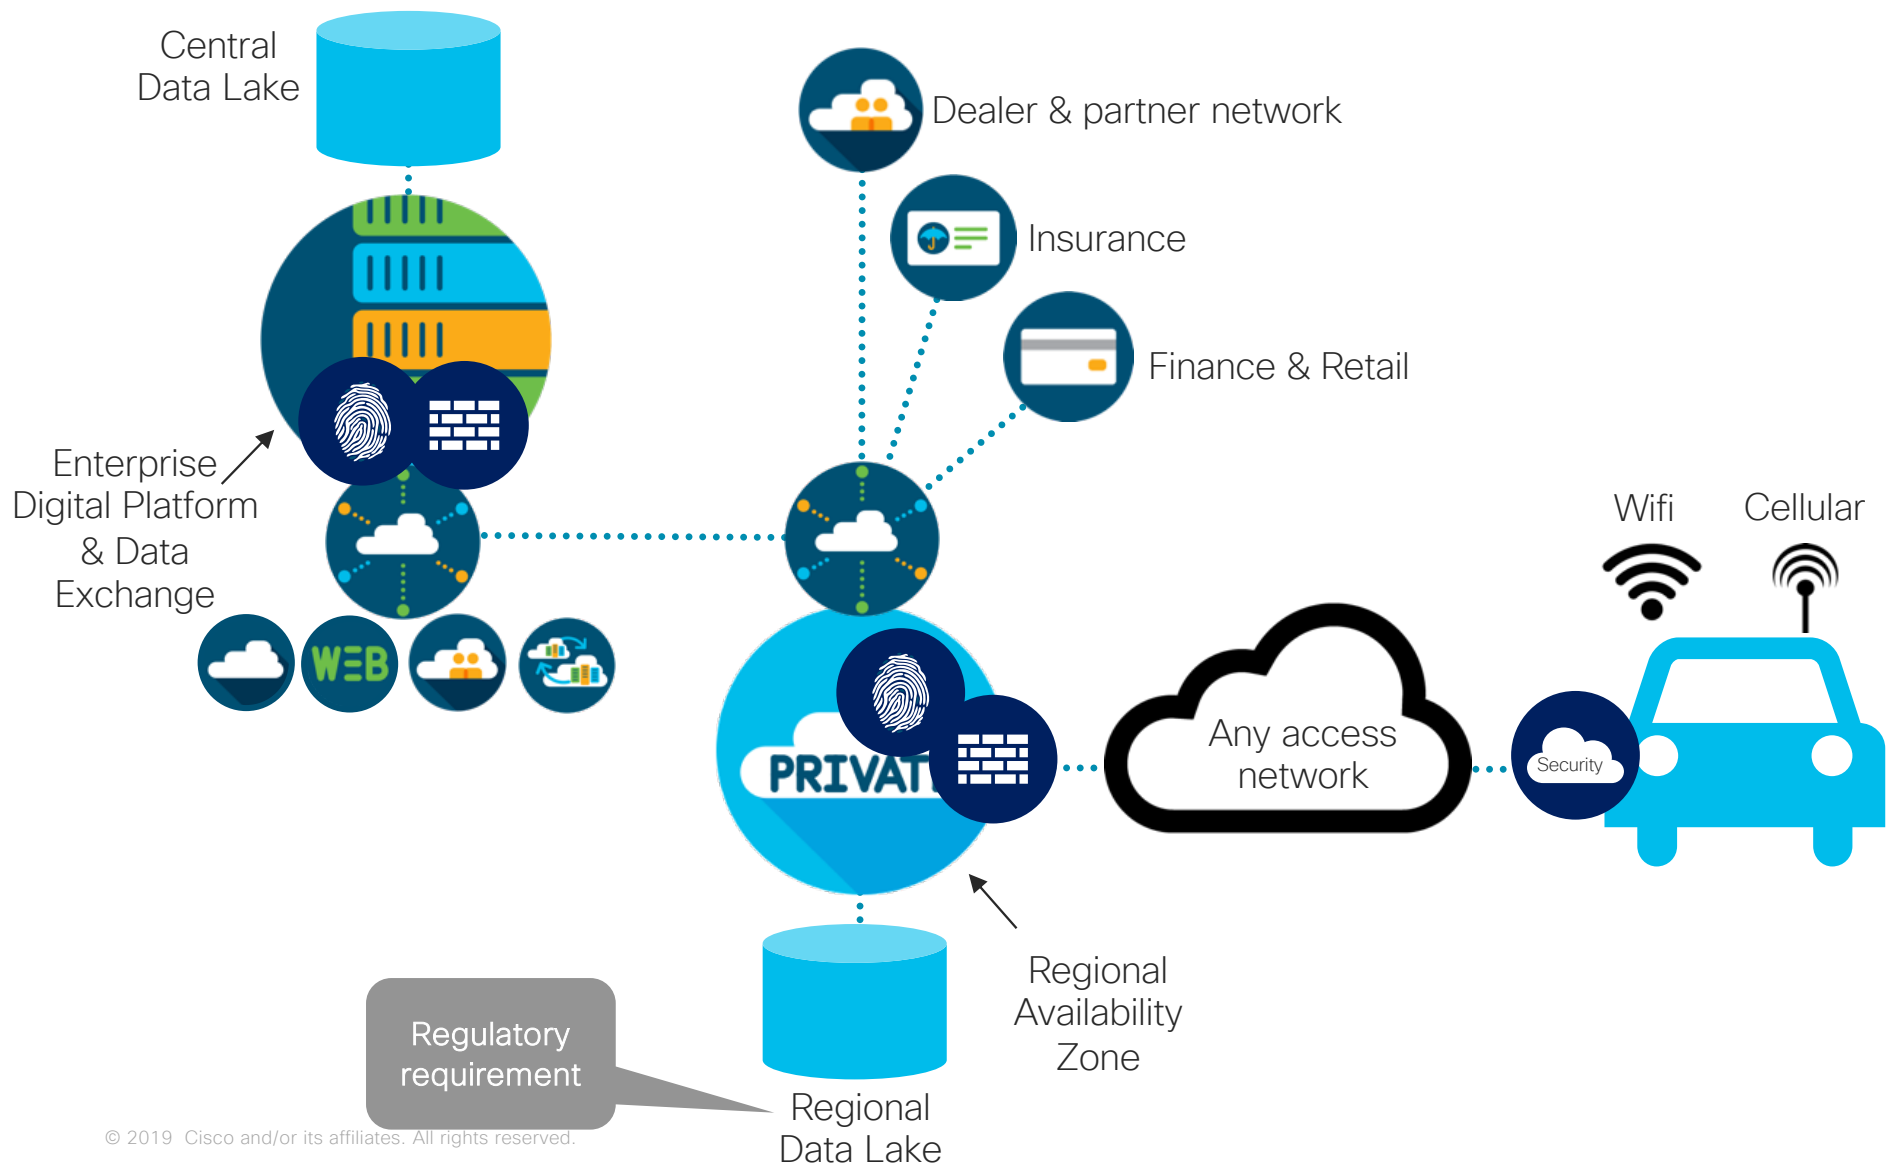 Central
Data Lake
Dealer & partner network
Insurance
Finance & Retail
Enterprise
Digital Platform
& Data
Exchange
WEB
Wifi
Cellular
Any access
network
Security
PRIVAT
Regional
Availability
Zone
Regulatory
requirement
Regional
Data Lake
© 2019 Cisco and/or its affiliates. All rights reserved.